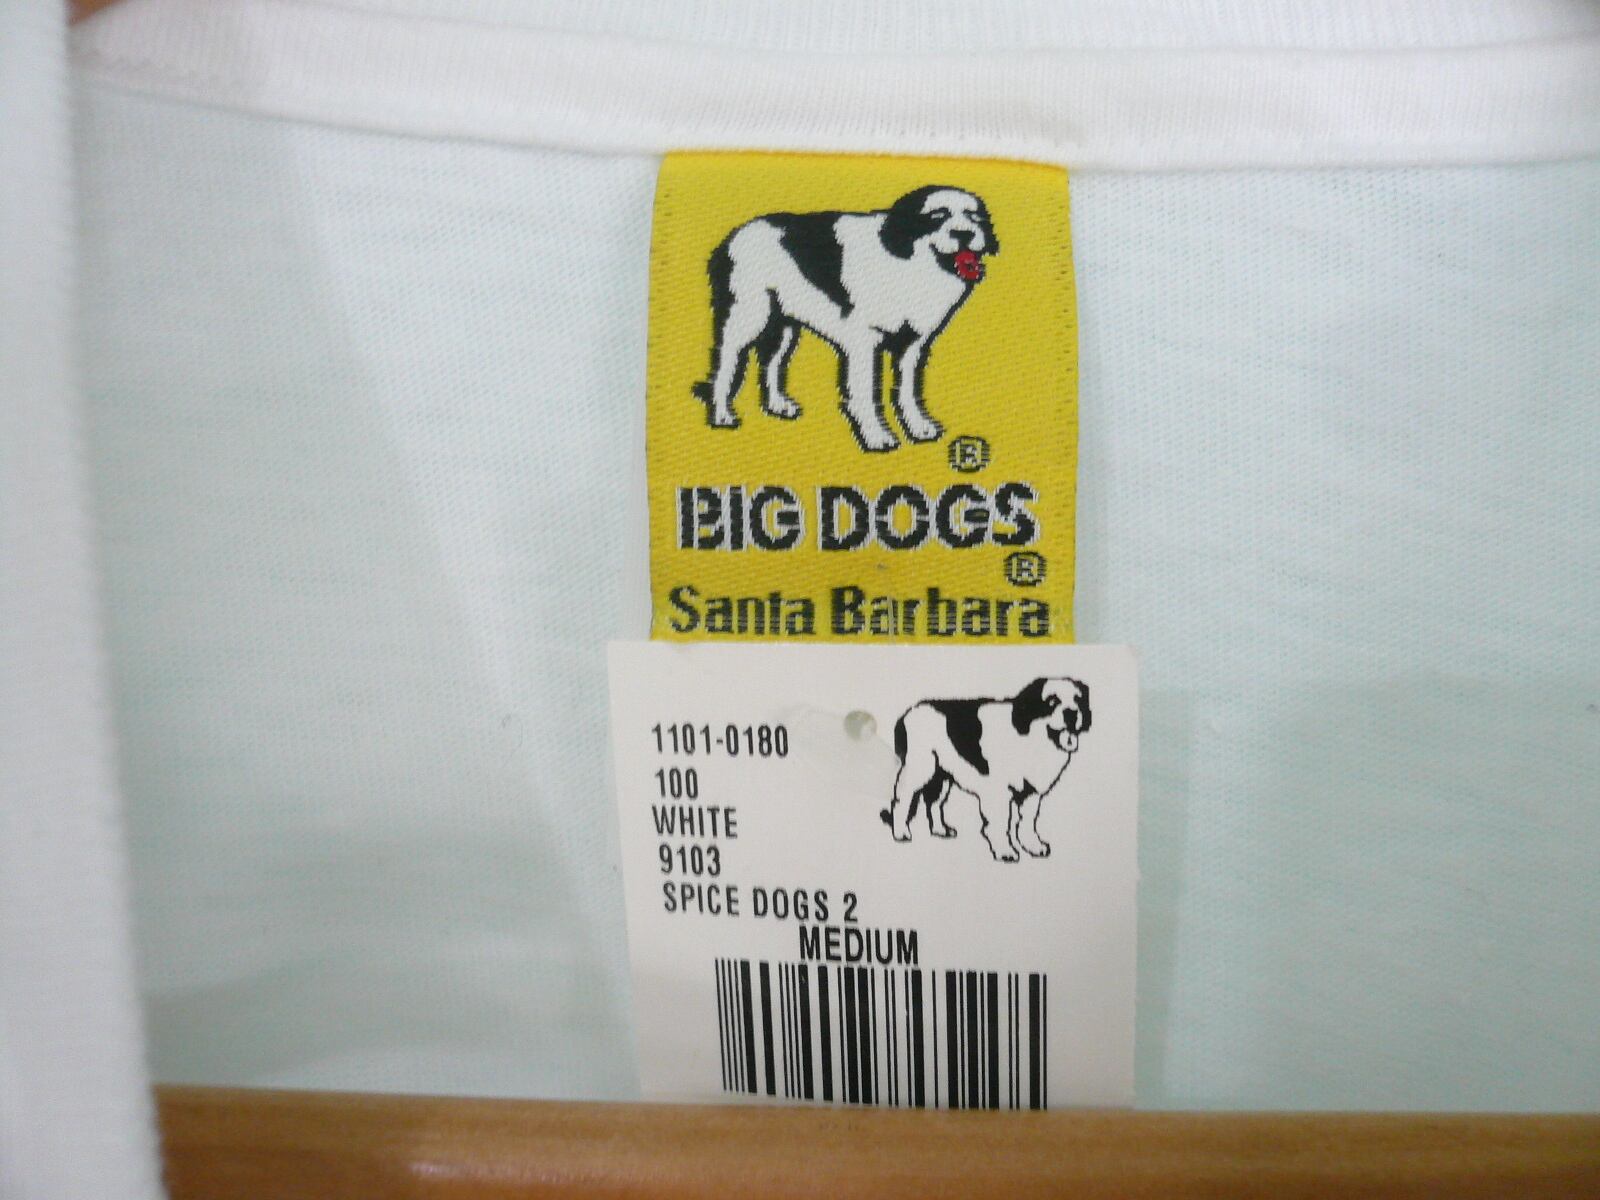 ®
BIG DOGS
®
Santa Barbara
1101-0180
100
WHITE
9103
SPICE DOGS 2
MEDIUM